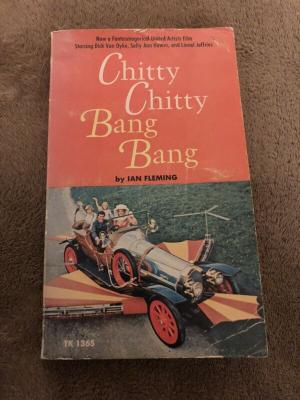 Now a Fantasmagorical United Artists film
Starring Dick Van Dyke, Sally Ann Howes, and Lionel Jeffries
Chitty
Chitty
Bang
Bang
by IAN FLEMING
TK 1365